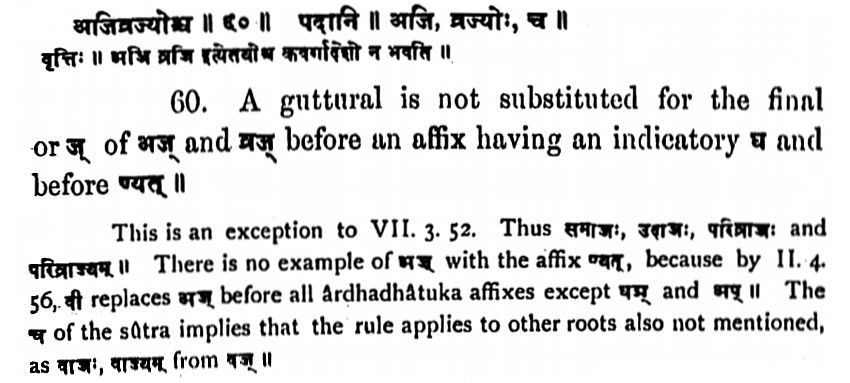 अजिव्रज्योश्च ॥ ६० ॥ पदानि ॥ अजि, व्रज्योः, च ॥
वृत्तिः ॥ अजि व्रजि इत्येतयोश्च कवर्गादेशो न भवति ॥
60. A guttural is not substituted for the final
or ज् of अज् and व्रज् before an affix having an indicatory घ and
before ण्यत् ॥
This is an exception to VII. 3. 52. Thus समाजः, उदाजः, परिव्राजः and
परिव्राज्यम् ॥ There is no example of अज् with the affix ण्यत्, because by II. 4.
56, वी replaces अज् before all ârdhadhâtuka affixes except घञ् and अप् ॥ The
च of the sûtra implies that the rule applies to other roots also not mentioned,
as वाजः, वाज्यम् from वज् ॥